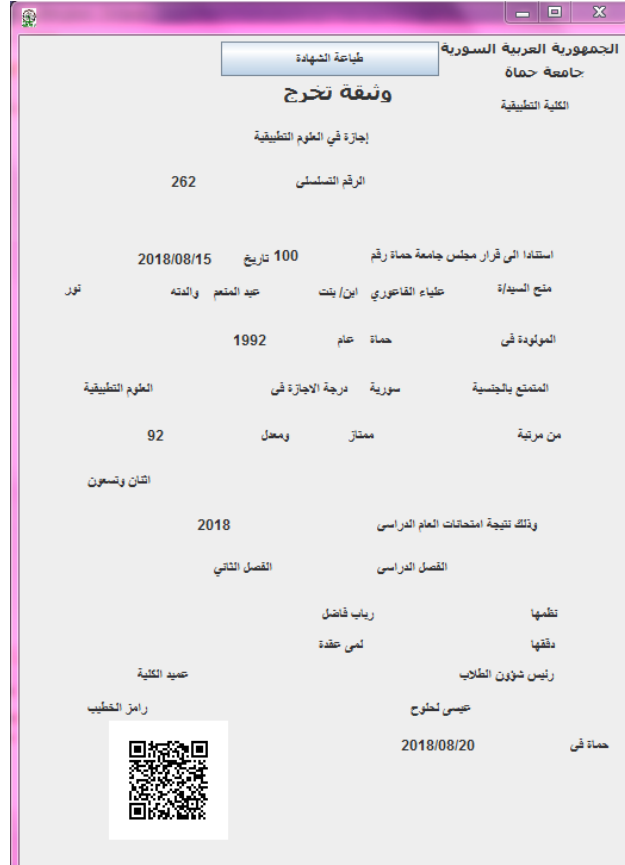 الجمهورية العربية السورية
طباعة الشهادة
جامعة حماة
وثيقة تخرج
الكلية التطبيقية
إجازة في العلوم التطبيقية
الرقم التسلسلي 262
استنادا الى قرار مجلس جامعة حماة رقم 100 تاريخ 2018/08/15
منح السيد/ة علياء القاعوري ابن/ بنت عبد المنعم والدته نور
المولودة في حماة عام 1992
المتمتع بالجنسية سورية درجة الاجازة في العلوم التطبيقية
من مرتبة ممتاز ومعدل 92
اثنان وتسعون
وذلك نتيجة امتحانات العام الدراسي 2018
الفصل الدراسي الفصل الثاني
نظمها رياب فاضل
دققها لمى عقدة
رئيس شؤون الطلاب عميد الكلية
عيسى لحلوح رامز الخطيب
حماة في 2018/08/20